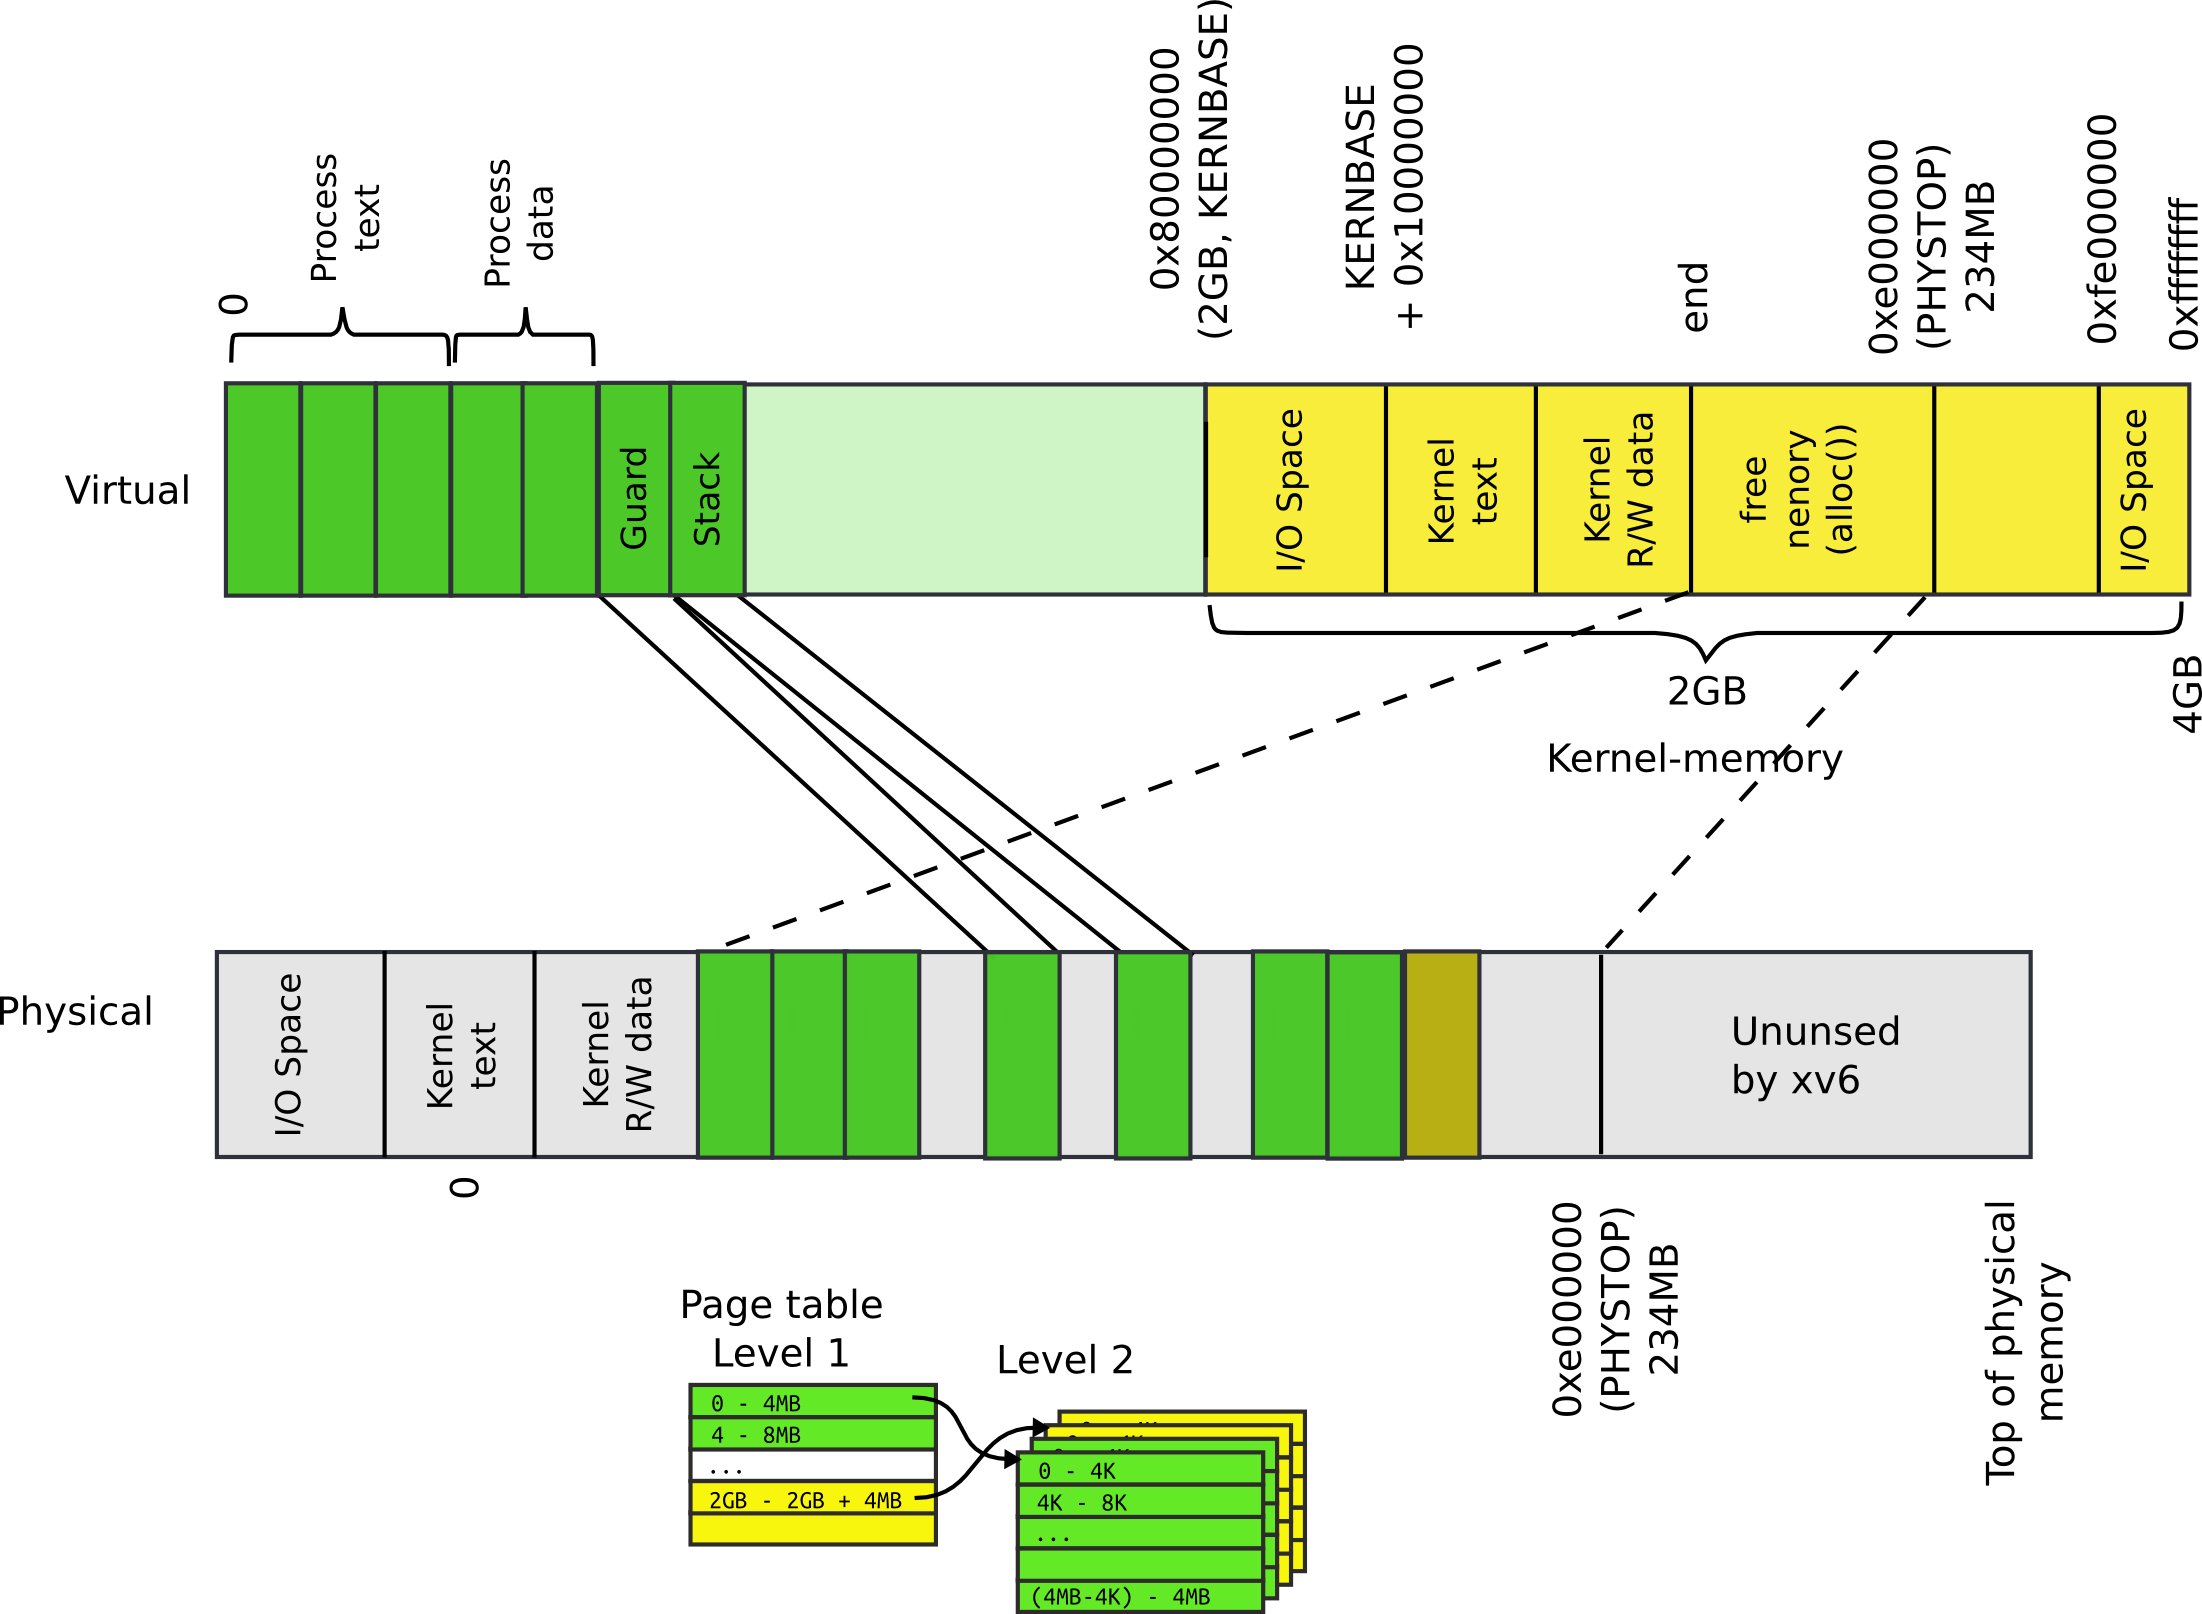 0
Process
text
Process
data
0x80000000
(2GB, KERNBASE)
KERNBASE
+ 0x1000000
end
0xe000000
(PHYSTOP)
234MB
0xfe000000
0xffffffff
Virtual
Guard
Stack
I/O Space
Kernel
text
Kernel
R/W data
free
nenory
(alloc())
I/O Space
2GB
4GB
Kernel-memory
Physical
I/O Space
Kernel
text
Kernel
R/W data
Ununsed
by xv6
0
0xe000000
(PHYSTOP)
234MB
Top of physical
memory
Page table
Level 1
0 - 4MB
4 - 8MB
...
2GB - 2GB + 4MB
Level 2
0 - 4K
4K - 8K
...
(4MB-4K) - 4MB